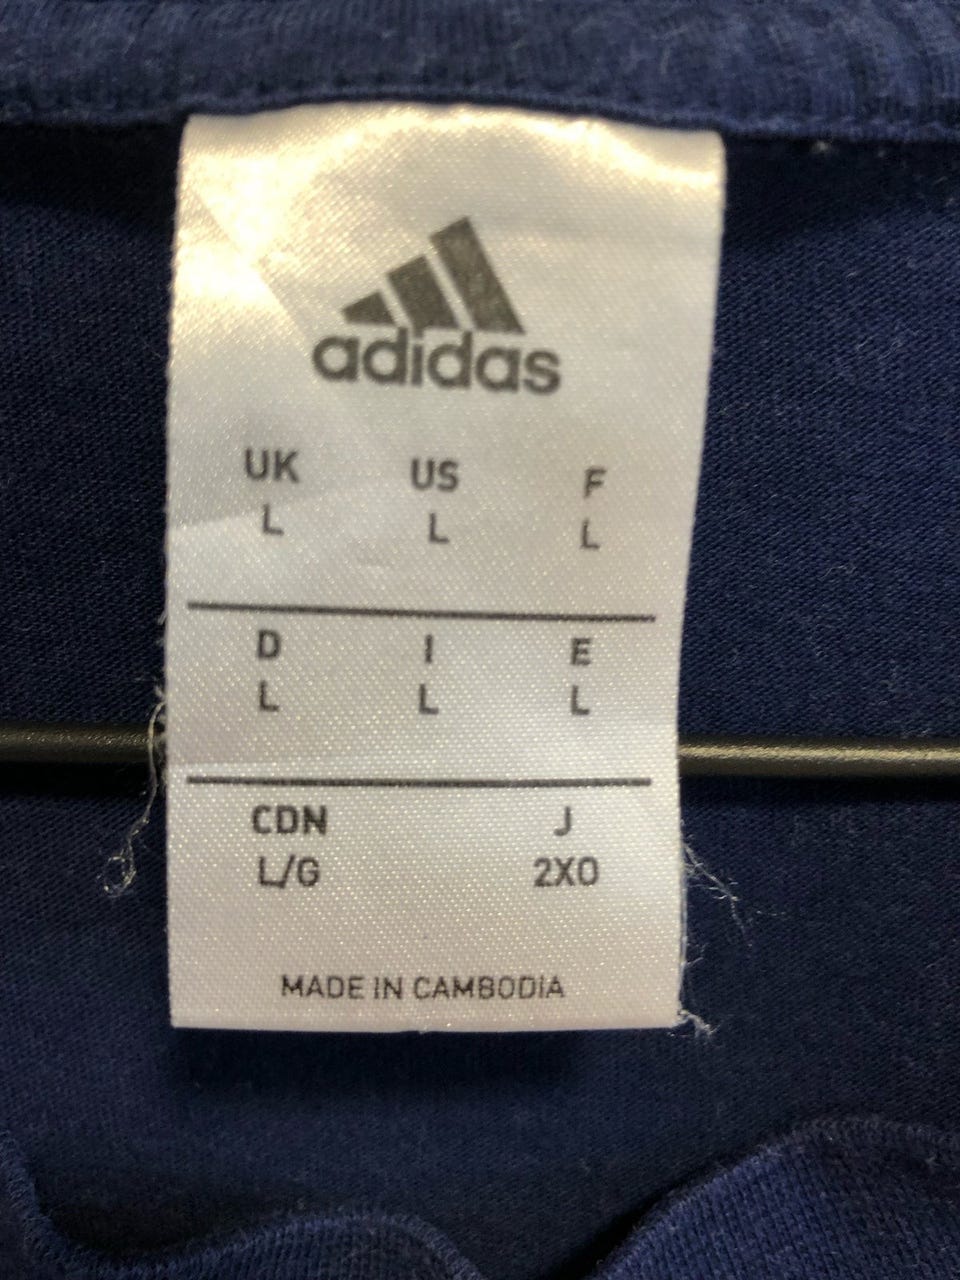 adidas
UK US F
L L L
D I E
L L L
CDN J
L/G 2XO
MADE IN CAMBODIA